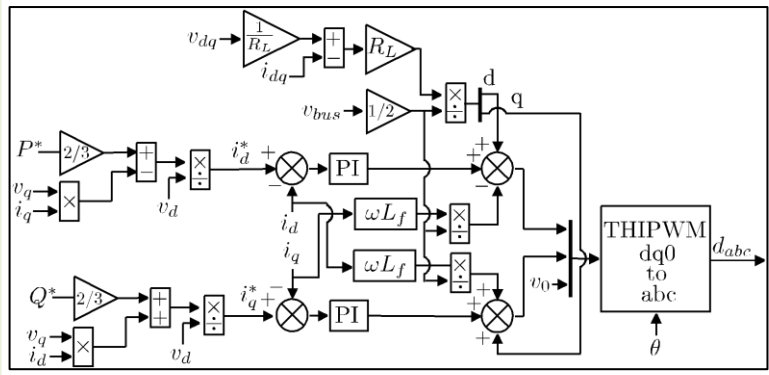 v_dq
1/R_L
+
−
i_dq
R_L
v_bus
1/2
×
÷
d
q
P*
2/3
+
−
v_q
i_q
×
×
÷
v_d
i_d*
+
−
PI
+
+
−
i_d
i_q
ωL_f
×
÷
ωL_f
×
÷
THIPWM
dq0
to
abc
d_abc
θ
v_0
Q*
2/3
+
+
v_q
i_d
×
×
÷
v_d
i_q*
+
−
PI
+
+
+